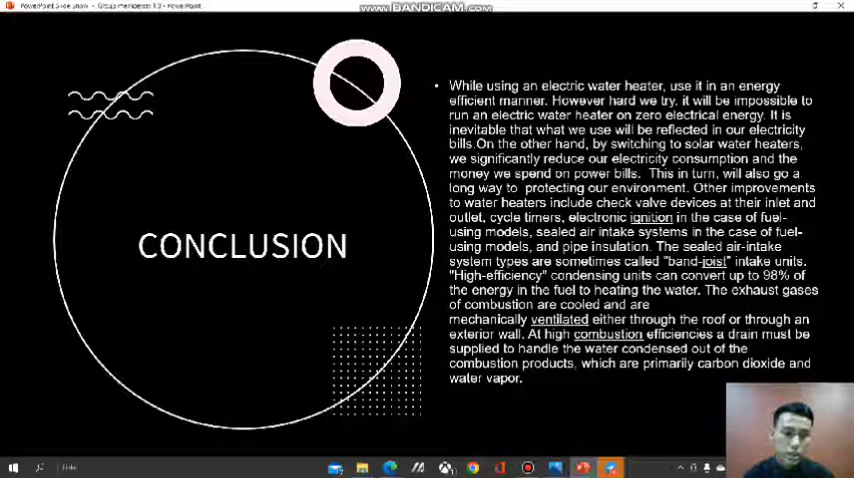 PowerPoint Slide Show - Group members 1 3 - PowerPoint
www.BANDICAM.com
CONCLUSION
• While using an electric water heater, use it in an energy
efficient manner. However hard we try, it will be impossible to
run an electric water heater on zero electrical energy. It is
inevitable that what we use will be reflected in our electricity
bills.On the other hand, by switching to solar water heaters,
we significantly reduce our electricity consumption and the
money we spend on power bills. This in turn, will also go a
long way to protecting our environment. Other improvements
to water heaters include check valve devices at their inlet and
outlet, cycle timers, electronic ignition in the case of fuel-
using models, sealed air intake systems in the case of fuel-
using models, and pipe insulation. The sealed air-intake
system types are sometimes called "band-joist" intake units.
"High-efficiency" condensing units can convert up to 98% of
the energy in the fuel to heating the water. The exhaust gases
of combustion are cooled and are
mechanically ventilated either through the roof or through an
exterior wall. At high combustion efficiencies a drain must be
supplied to handle the water condensed out of the
combustion products, which are primarily carbon dioxide and
water vapor.